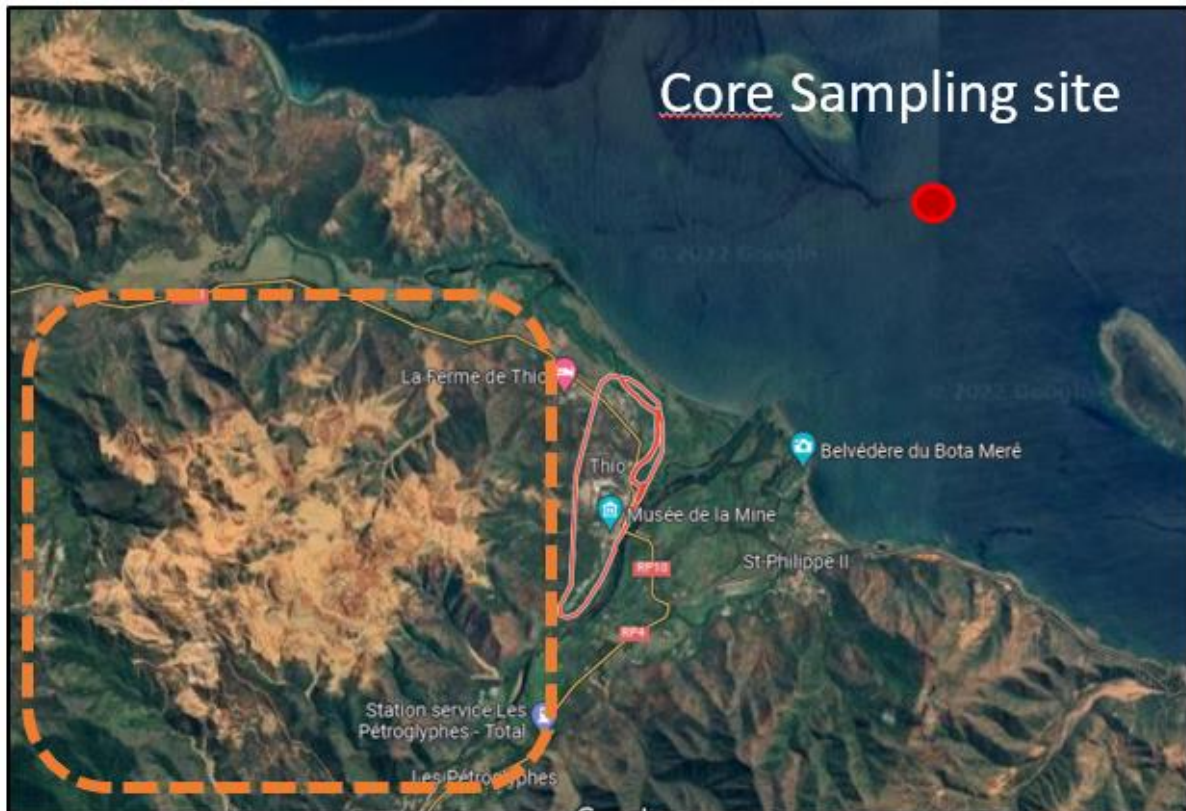 Core Sampling site
© 2022 Google
© 2022 Google
La Ferme de Thio
Thio
Belvédère du Bota Meré
Musée de la Mine
RP10
St-Philippe II
RP4
Station service Les
Pétroglyphes - Total
Les Pétroglyphes